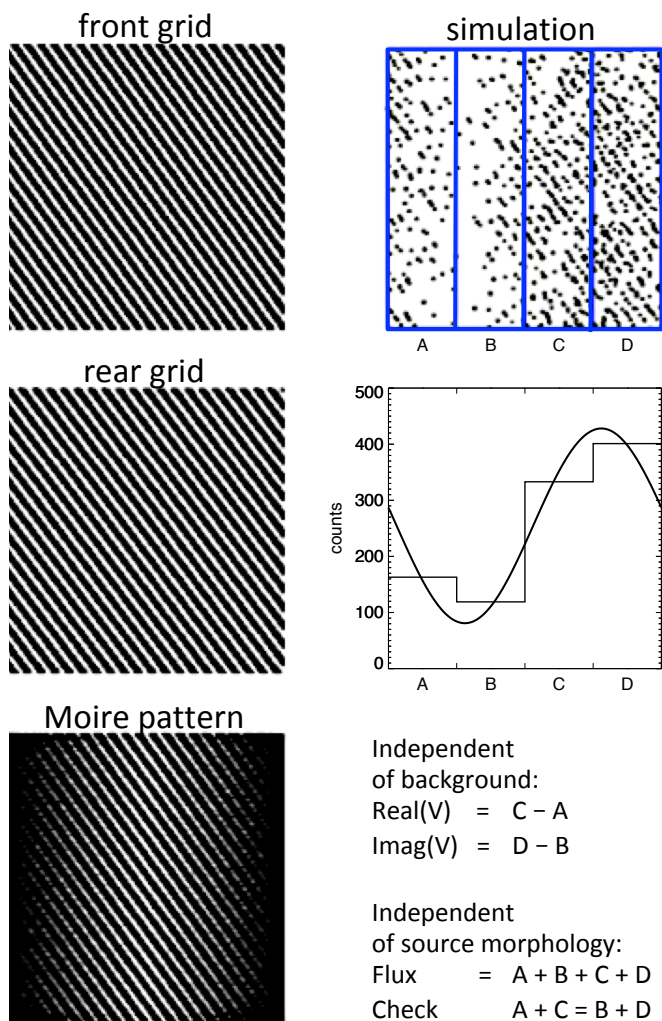 front grid
simulation
A B C D
rear grid
500
400
300
200
100
0
counts
A B C D
Moire pattern
Independent
of background:
Real(V) = C − A
Imag(V) = D − B
Independent
of source morphology:
Flux = A + B + C + D
Check A + C = B + D